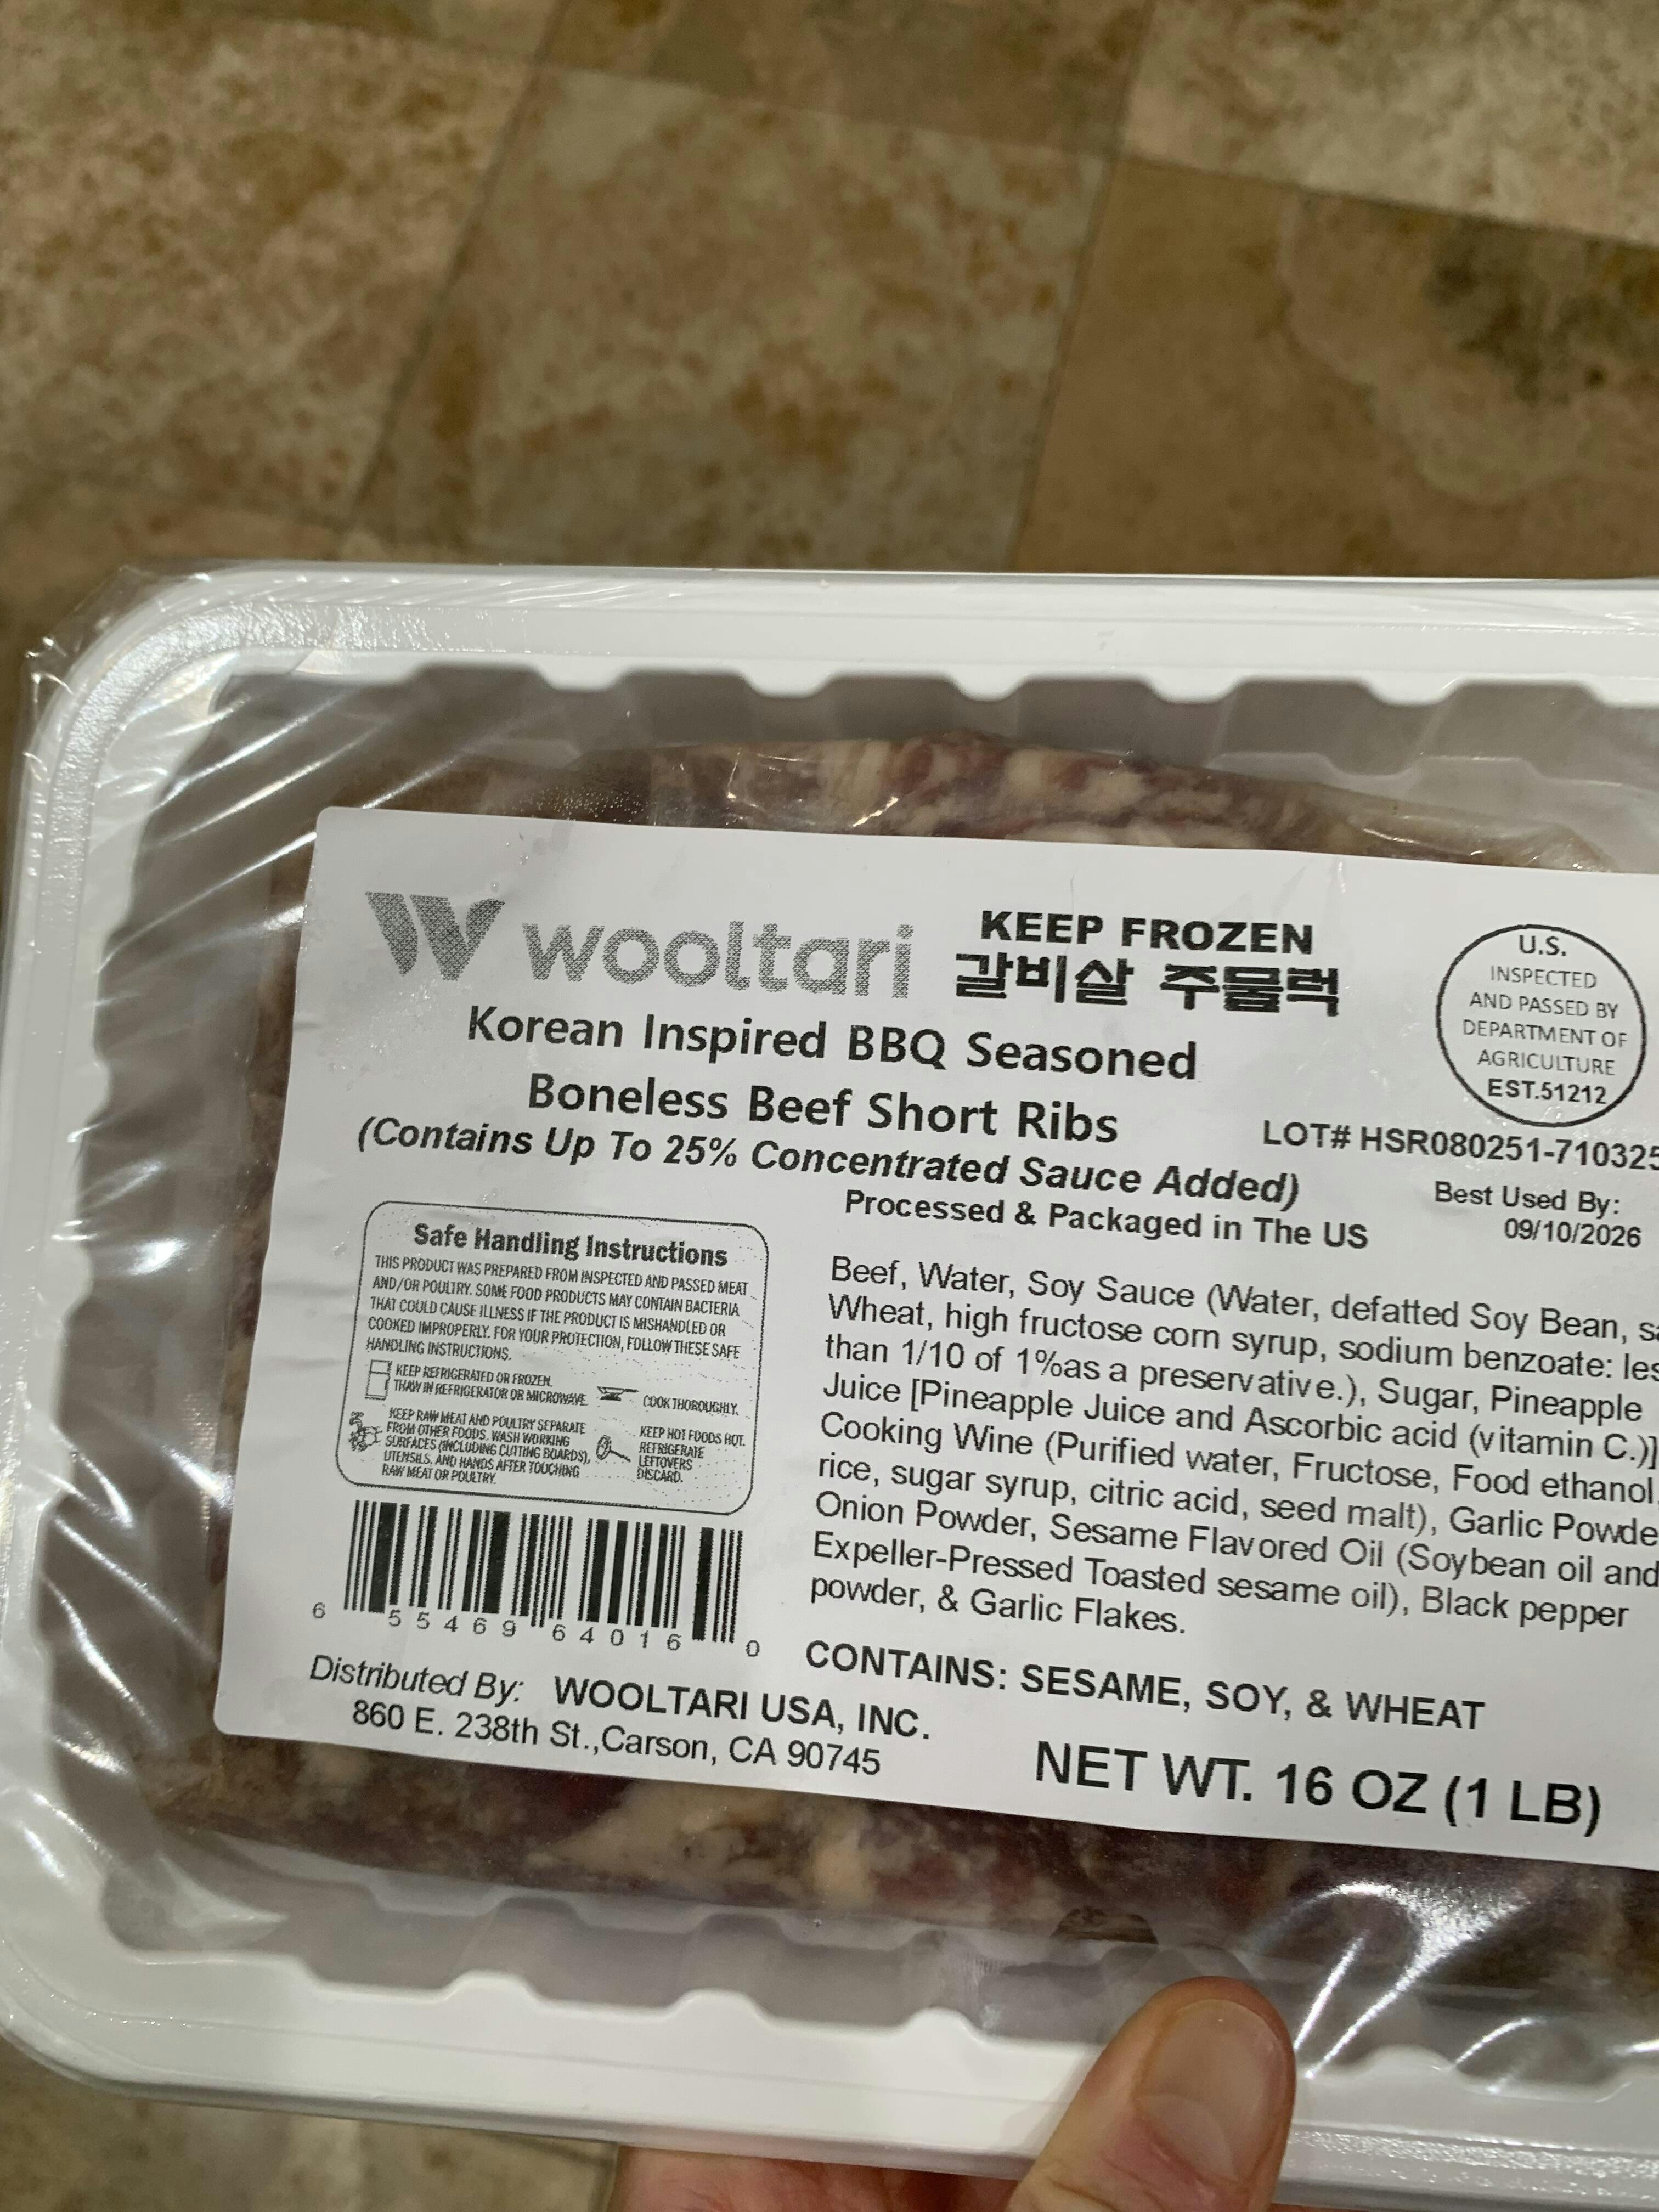 wooltari
KEEP FROZEN
갈비살 주물럭
Korean Inspired BBQ Seasoned
Boneless Beef Short Ribs
(Contains Up To 25% Concentrated Sauce Added)
Processed & Packaged in The US
U.S.
INSPECTED
AND PASSED BY
DEPARTMENT OF
AGRICULTURE
EST.51212
LOT# HSR080251-710325
Best Used By:
09/10/2026
Safe Handling Instructions
THIS PRODUCT WAS PREPARED FROM INSPECTED AND PASSED MEAT
AND/OR POULTRY. SOME FOOD PRODUCTS MAY CONTAIN BACTERIA
THAT COULD CAUSE ILLNESS IF THE PRODUCT IS MISHANDLED OR
COOKED IMPROPERLY. FOR YOUR PROTECTION, FOLLOW THESE SAFE
HANDLING INSTRUCTIONS.
KEEP REFRIGERATED OR FROZEN.
THAW IN REFRIGERATOR OR MICROWAVE.
COOK THOROUGHLY.
KEEP RAW MEAT AND POULTRY SEPARATE
FROM OTHER FOODS. WASH WORKING
SURFACES (INCLUDING CUTTING BOARDS),
UTENSILS, AND HANDS AFTER TOUCHING
RAW MEAT OR POULTRY.
KEEP HOT FOODS HOT.
REFRIGERATE
LEFTOVERS
DISCARD.
Beef, Water, Soy Sauce (Water, defatted Soy Bean, sa
Wheat, high fructose corn syrup, sodium benzoate: les
than 1/10 of 1%as a preservative.), Sugar, Pineapple
Juice [Pineapple Juice and Ascorbic acid (vitamin C.)]
Cooking Wine (Purified water, Fructose, Food ethanol,
rice, sugar syrup, citric acid, seed malt), Garlic Powde
Onion Powder, Sesame Flavored Oil (Soybean oil and
Expeller-Pressed Toasted sesame oil), Black pepper
powder, & Garlic Flakes.
6 55469 64016 0
CONTAINS: SESAME, SOY, & WHEAT
Distributed By: WOOLTARI USA, INC.
860 E. 238th St.,Carson, CA 90745
NET WT. 16 OZ (1 LB)